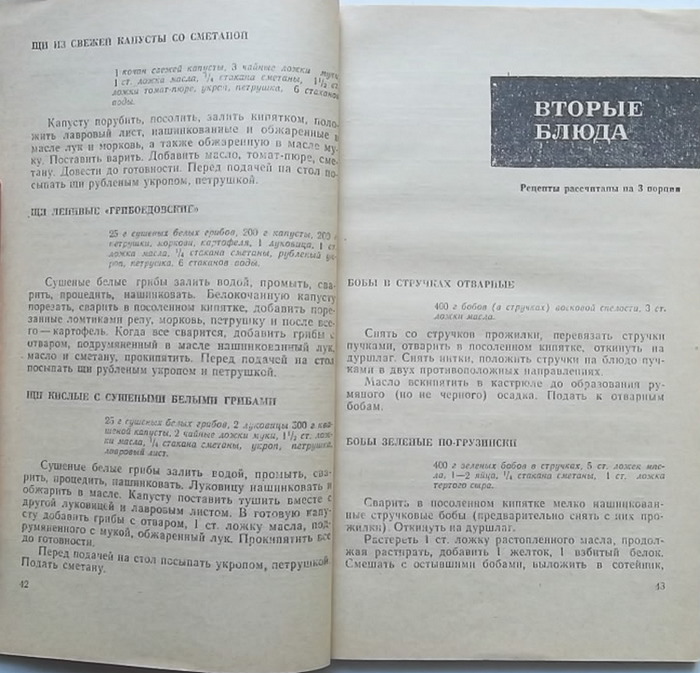 ЩИ ИЗ СВЕЖЕЙ КАПУСТЫ СО СМЕТАНОЙ
1 кочан свежей капусты, 3 чайные ложки муки,
1 ст. ложка масла, 3/4 стакана сметаны, 1 1/2 ст.
ложки томат-пюре, укроп, петрушка, 6 стаканов
воды.
Капусту порубить, посолить, залить кипятком, поло-
жить лавровый лист, нашинкованные и обжаренные в
масле лук и морковь, а также обжаренную в масле му-
ку. Поставить варить. Добавить масло, томат-пюре, сме-
тану. Довести до готовности. Перед подачей на стол по-
сыпать щи рубленым укропом, петрушкой.
ЩИ ЛЕНИВЫЕ «ГРИБОЕДОВСКИЕ»
25 г сушеных белых грибов, 200 г капусты, 200 г
петрушки, моркови, картофеля, 1 луковица, 1 ст.
ложка масла, 1/4 стакана сметаны, рубленый ук-
роп, петрушка, 6 стаканов воды.
Сушеные белые грибы залить водой, промыть, сва-
рить, процедить, нашинковать. Белокочанную капусту
порезать, сварить в посоленном кипятке, добавить поре-
занные ломтиками репу, морковь, петрушку и после все-
го — картофель. Когда все сварится, добавить грибы с
отваром, подрумяненный в масле нашинкованный лук,
масло и сметану, прокипятить. Перед подачей на стол
посыпать щи рубленым укропом и петрушкой.
ЩИ КИСЛЫЕ С СУШЕНЫМИ БЕЛЫМИ ГРИБАМИ
25 г сушеных белых грибов, 2 луковицы 300 г ква-
шеной капусты, 2 чайные ложки муки, 1 1/2 ст. лож-
ки масла, 1/4 стакана сметаны, укроп, петрушка,
лавровый лист.
Сушеные белые грибы залить водой, промыть, сва-
рить, процедить, нашинковать. Луковицу нашинковать и
обжарить в масле. Капусту поставить тушить вместе с
другой луковицей и лавровым листом. В готовую капу-
сту добавить грибы с отваром, 1 ст. ложку масла, под-
румяненного с мукой, обжаренный лук. Прокипятить все
до готовности.
Перед подачей на стол посыпать укропом, петрушкой.
Подать сметану.
42
ВТОРЫЕ
БЛЮДА
Рецепты рассчитаны на 3 порции
БОБЫ В СТРУЧКАХ ОТВАРНЫЕ
400 г бобов (в стручках) восковой спелости, 3 ст.
ложки масла.
Снять со стручков прожилки, перевязать стручки
пучками, отварить в посоленном кипятке, откинуть на
дуршлаг. Снять нитки, положить стручки на блюдо пуч-
ками в двух противоположных направлениях.
Масло вскипятить в кастрюле до образования ру-
мяного (но не черного) осадка. Подать к отварным
бобам.
БОБЫ ЗЕЛЕНЫЕ ПО-ГРУЗИНСКИ
400 г зеленых бобов в стручках, 5 ст. ложек мас-
ла, 1—2 яйца, 1/4 стакана сметаны, 1 ст. ложка
тертого сыра.
Сварить в посоленном кипятке мелко нашинкован-
ные стручковые бобы (предварительно снять с них про-
жилки). Откинуть на дуршлаг.
Растереть 1 ст. ложку растопленного масла, продол-
жая растирать, добавить 1 желток, 1 взбитый белок.
Смешать с остывшими бобами, выложить в сотейник,
43